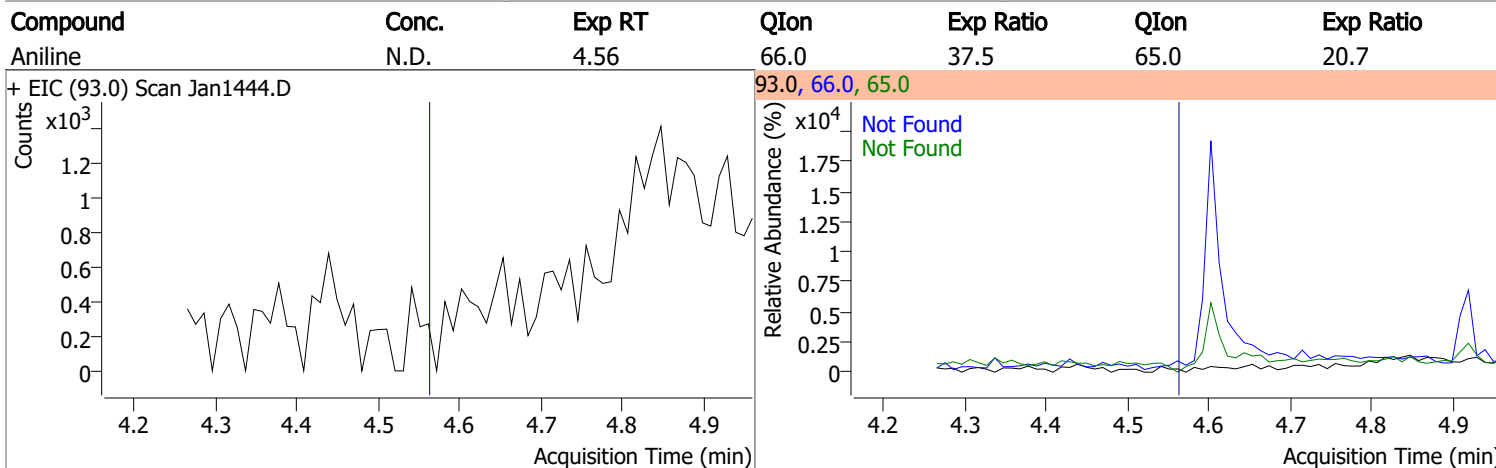 Compound Conc. Exp RT QIon Exp Ratio QIon Exp Ratio
Aniline N.D. 4.56 66.0 37.5 65.0 20.7
+ EIC (93.0) Scan Jan1444.D
Counts
x10³
1.2
1
0.8
0.6
0.4
0.2
0
4.2 4.3 4.4 4.5 4.6 4.7 4.8 4.9
Acquisition Time (min)
93.0, 66.0, 65.0
Relative Abundance (%)
x10⁴
Not Found
Not Found
1.75
1.5
1.25
1
0.75
0.5
0.25
0
4.2 4.3 4.4 4.5 4.6 4.7 4.8 4.9
Acquisition Time (min)